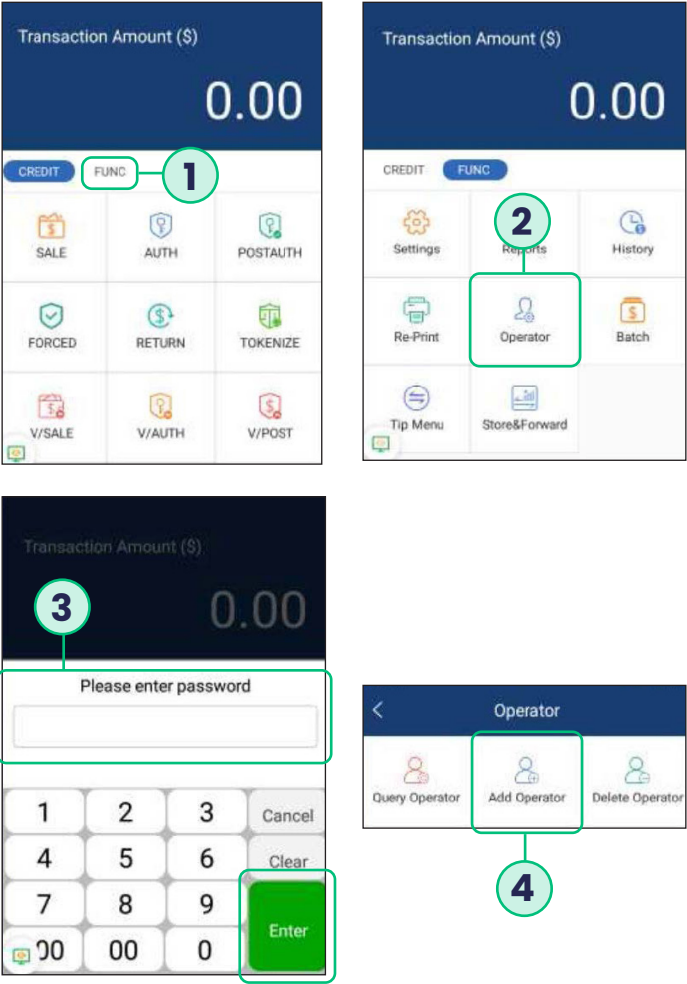 Transaction Amount ($)
0.00
CREDIT FUNC 1
SALE AUTH POSTAUTH
FORCED RETURN TOKENIZE
V/SALE V/AUTH V/POST
Transaction Amount ($)
0.00
CREDIT FUNC
2
Settings Reports History
Re-Print Operator Batch
Tip Menu Store&Forward
Transaction Amount ($)
0.00
3
Please enter password
1 2 3 Cancel
4 5 6 Clear
7 8 9
Enter
00 00 0
Operator
Query Operator Add Operator Delete Operator
4